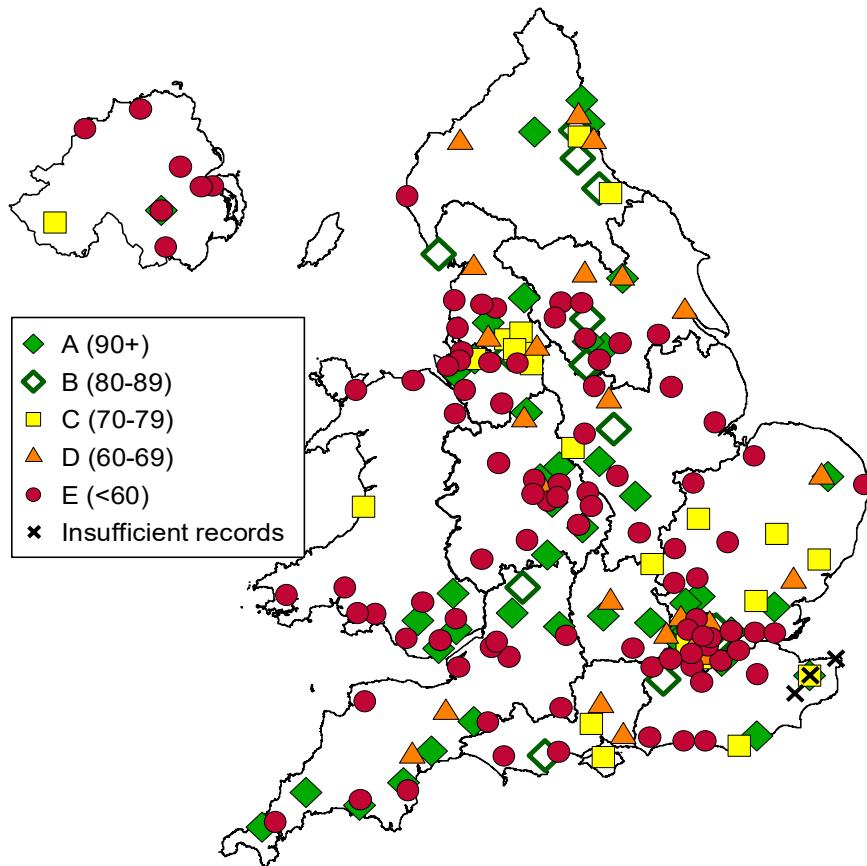 A (90+)
B (80-89)
C (70-79)
D (60-69)
E (<60)
Insufficient records